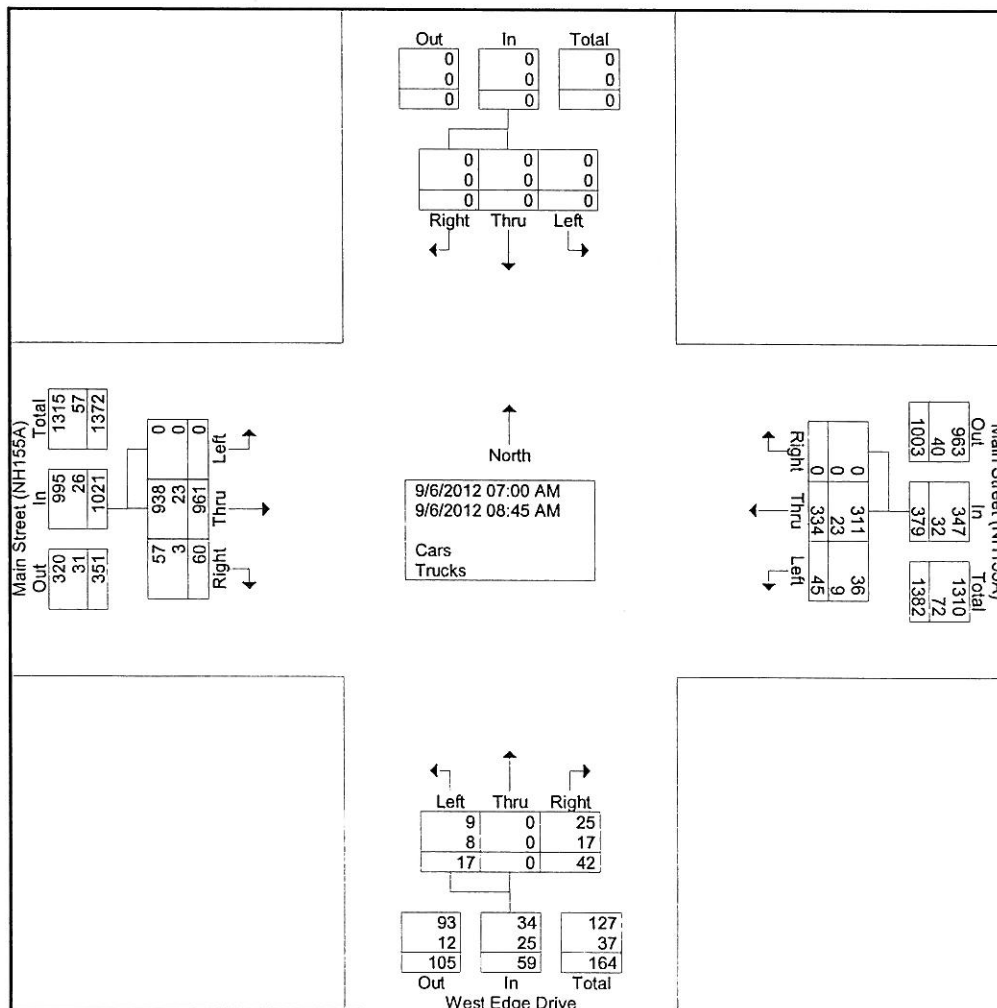 Out In Total
0 0 0
0 0 0
0 0 0
0 0 0
0 0 0
0 0 0
Right Thru Left
Main Street (NH155A)
Total In Out
1315 995 320
57 26 31
1372 1021 351
0 938 57
0 23 3
0 961 60
Left Thru Right
North
9/6/2012 07:00 AM
9/6/2012 08:45 AM
Cars
Trucks
Right Thru Left
0 311 36
0 23 9
0 334 45
Main Street (NH155A)
Out In Total
963 347 1310
40 32 72
1003 379 1382
Left Thru Right
9 0 25
8 0 17
17 0 42
93 34 127
12 25 37
105 59 164
Out In Total
West Edge Drive